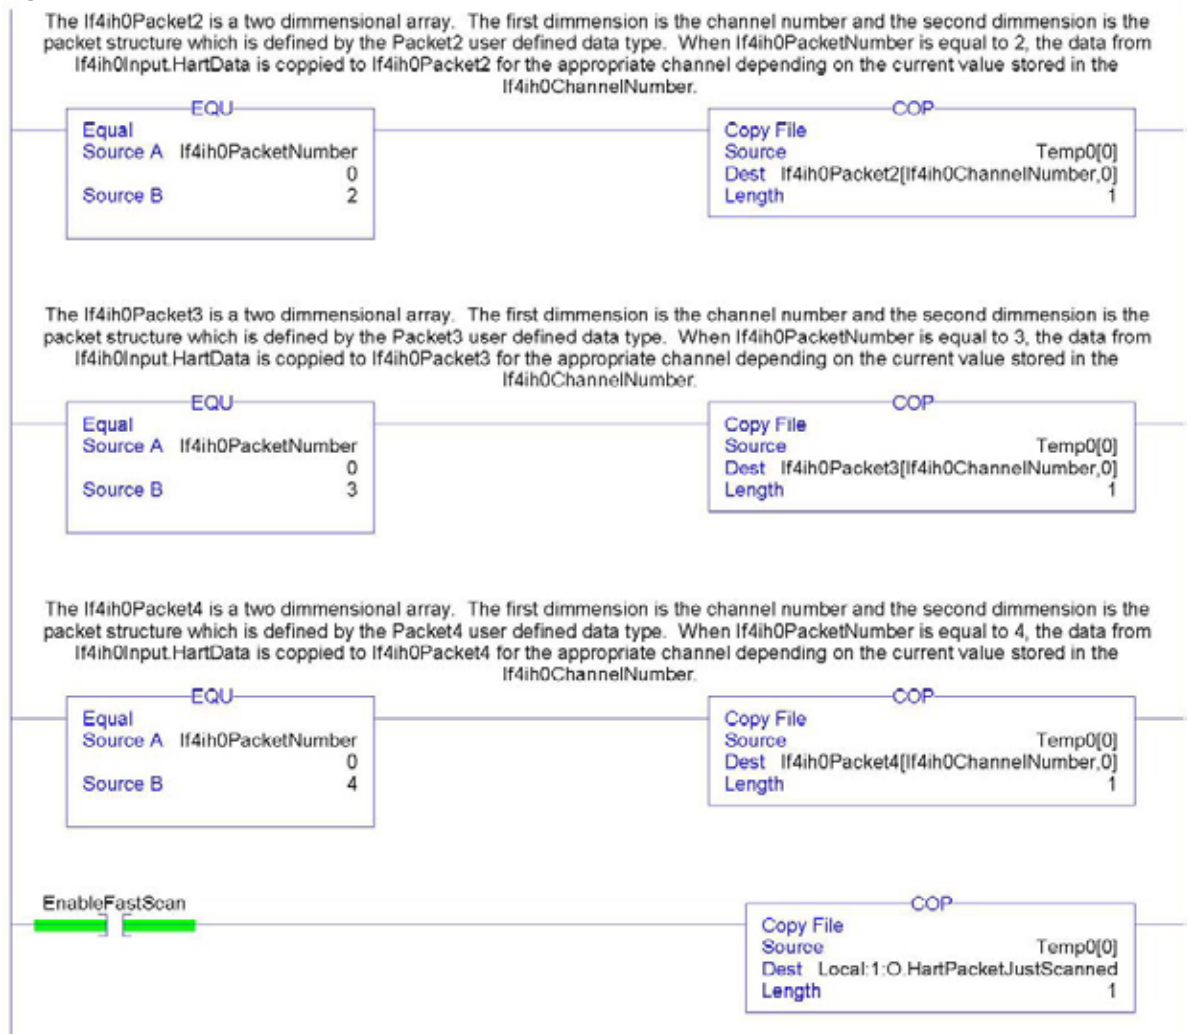 The If4ih0Packet2 is a two dimmensional array. The first dimmension is the channel number and the second dimmension is the
packet structure which is defined by the Packet2 user defined data type. When If4ih0PacketNumber is equal to 2, the data from
If4ih0Input.HartData is coppied to If4ih0Packet2 for the appropriate channel depending on the current value stored in the
If4ih0ChannelNumber.
EQU
Equal
Source A If4ih0PacketNumber
0
Source B 2
COP
Copy File
Source Temp0[0]
Dest If4ih0Packet2[If4ih0ChannelNumber,0]
Length 1
The If4ih0Packet3 is a two dimmensional array. The first dimmension is the channel number and the second dimmension is the
packet structure which is defined by the Packet3 user defined data type. When If4ih0PacketNumber is equal to 3, the data from
If4ih0Input.HartData is coppied to If4ih0Packet3 for the appropriate channel depending on the current value stored in the
If4ih0ChannelNumber.
EQU
Equal
Source A If4ih0PacketNumber
0
Source B 3
COP
Copy File
Source Temp0[0]
Dest If4ih0Packet3[If4ih0ChannelNumber,0]
Length 1
The If4ih0Packet4 is a two dimmensional array. The first dimmension is the channel number and the second dimmension is the
packet structure which is defined by the Packet4 user defined data type. When If4ih0PacketNumber is equal to 4, the data from
If4ih0Input.HartData is coppied to If4ih0Packet4 for the appropriate channel depending on the current value stored in the
If4ih0ChannelNumber.
EQU
Equal
Source A If4ih0PacketNumber
0
Source B 4
COP
Copy File
Source Temp0[0]
Dest If4ih0Packet4[If4ih0ChannelNumber,0]
Length 1
EnableFastScan
COP
Copy File
Source Temp0[0]
Dest Local:1:O.HartPacketJustScanned
Length 1